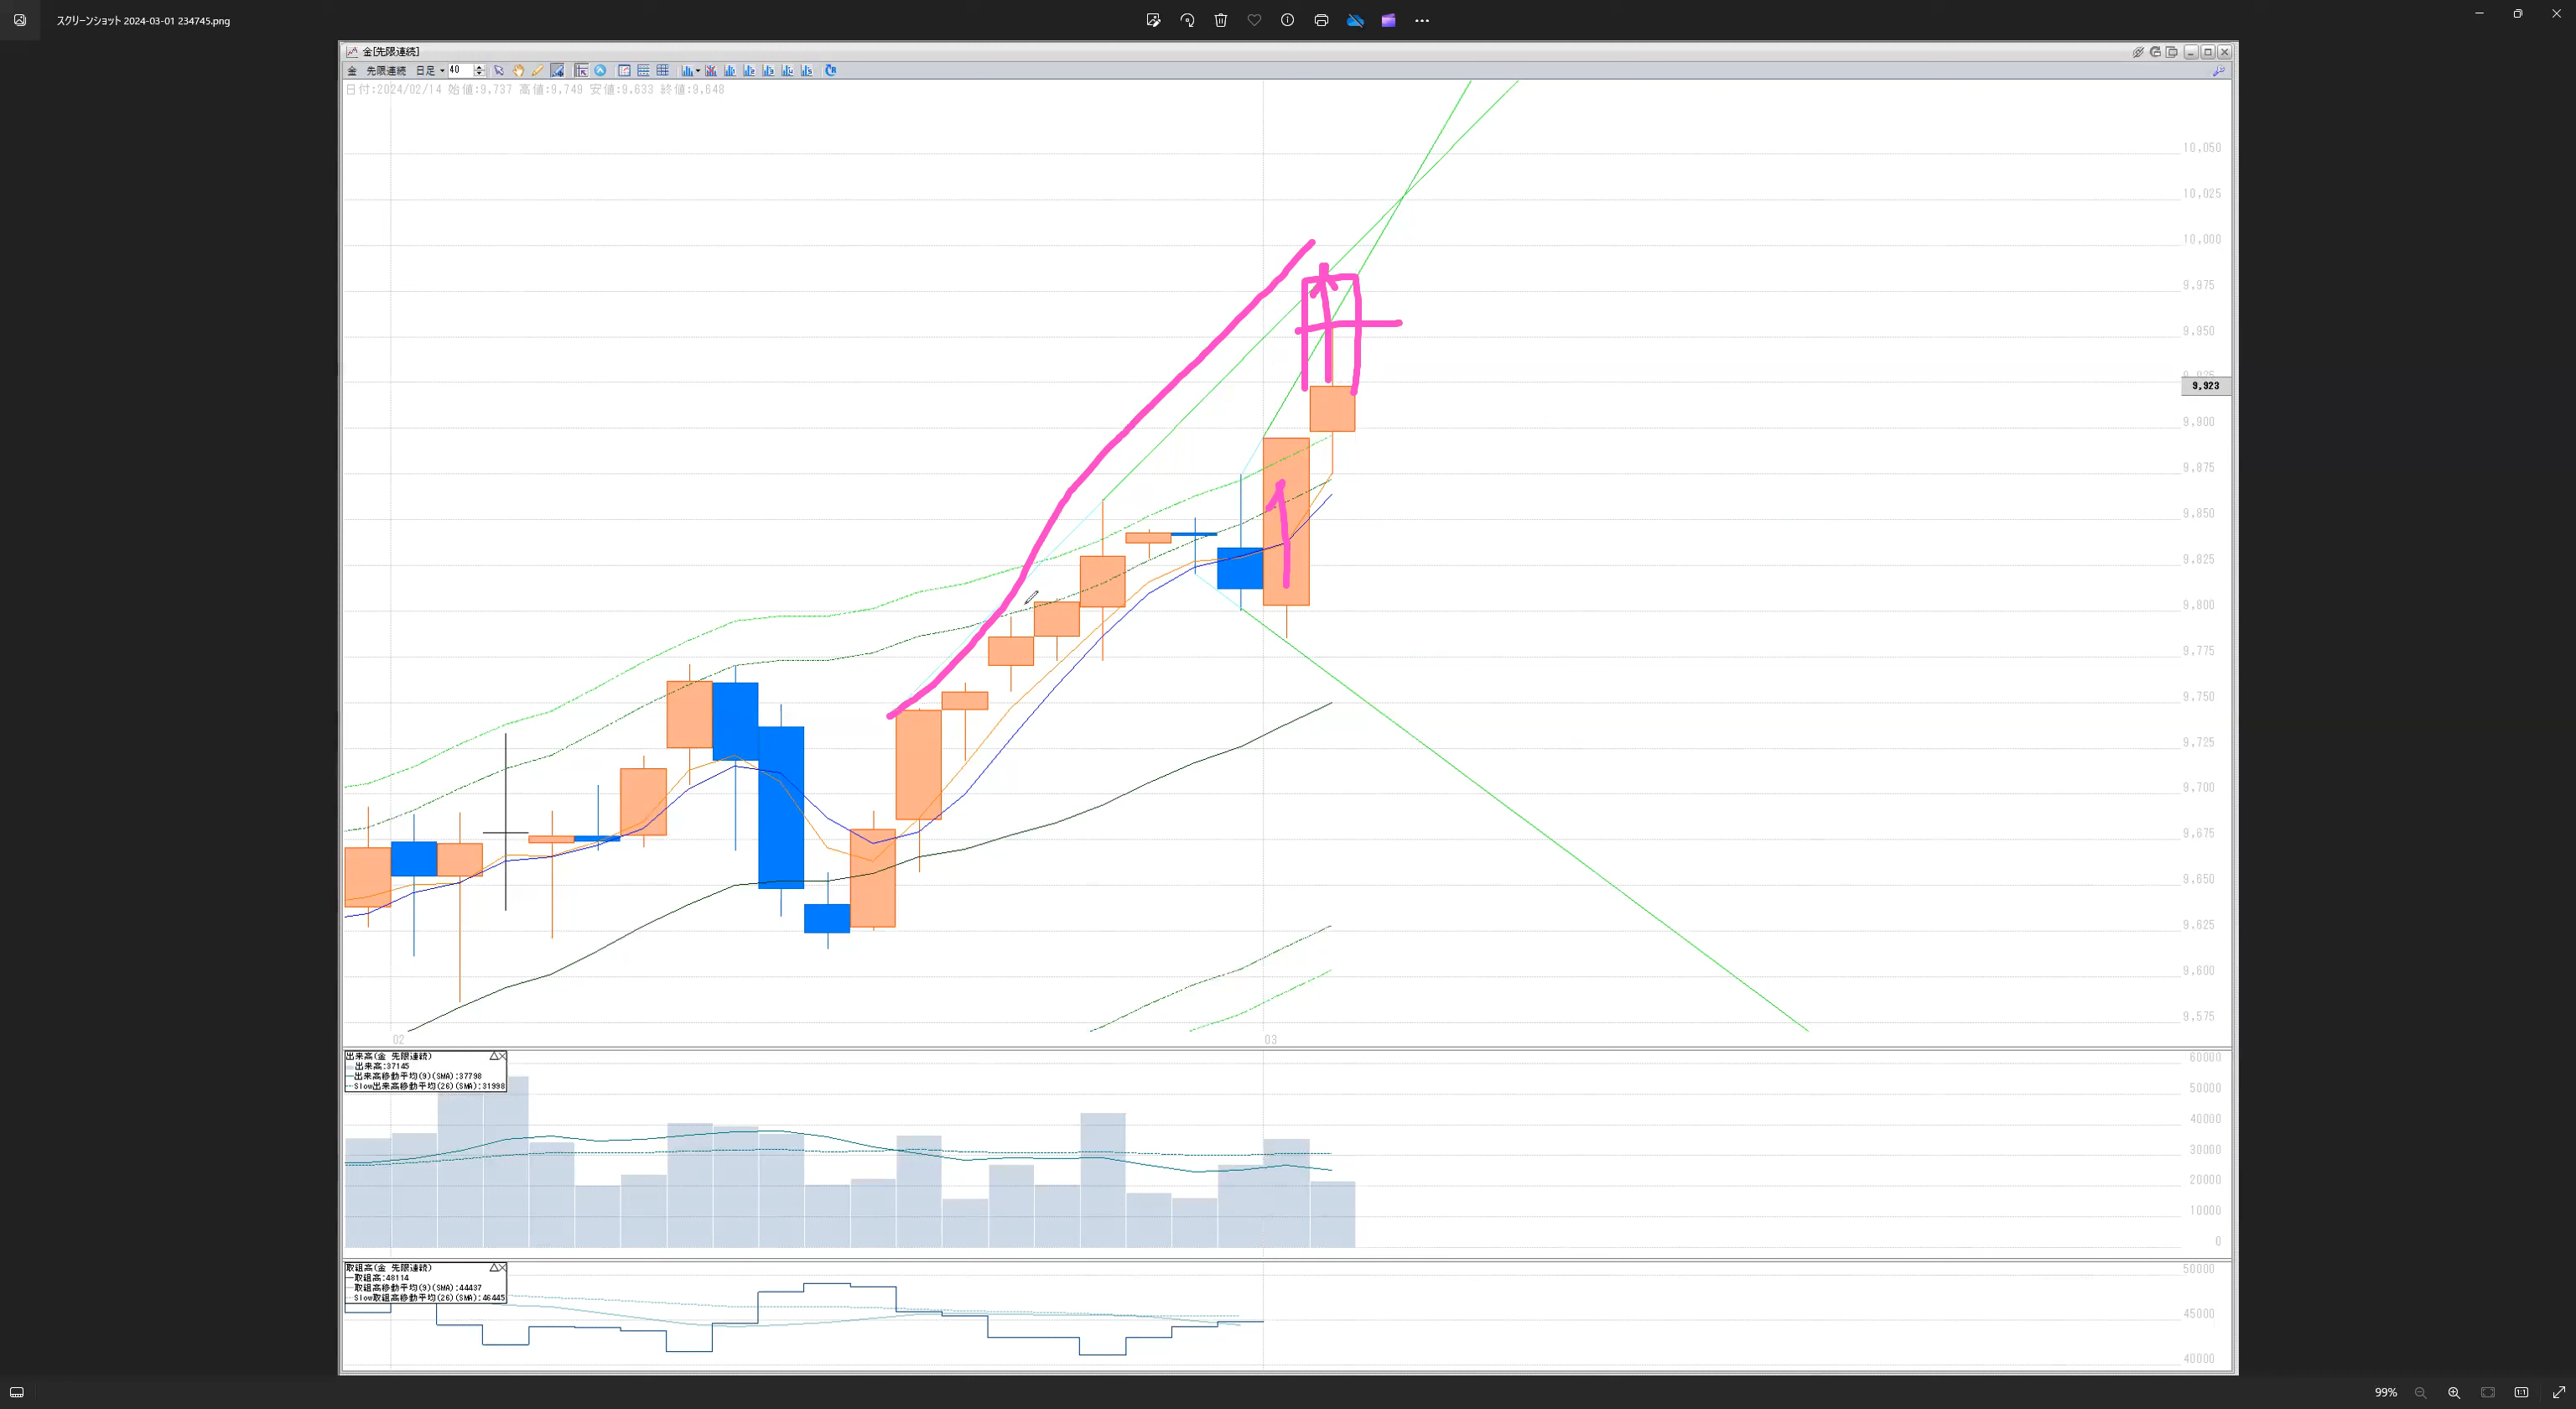 スクリーンショット 2024-03-01 234745.png
金[先限連続]
金 先限連続 日足 40
日付:2024/02/14 始値:9,737 高値:9,749 安値:9,633 終値:9,648
10,050
10,025
10,000
9,975
9,950
9,925
9,923
9,900
9,875
9,850
9,825
9,800
9,775
9,750
9,725
9,700
9,675
9,650
9,625
9,600
9,575
02 03
出来高(金 先限連続)
出来高:37145
出来高移動平均(9)(SMA):37798
Slow出来高移動平均(26)(SMA):31998
60000
50000
40000
30000
20000
10000
0
取組高(金 先限連続)
取組高:48114
取組高移動平均(9)(SMA):44437
Slow取組高移動平均(26)(SMA):46445
50000
45000
40000
99%